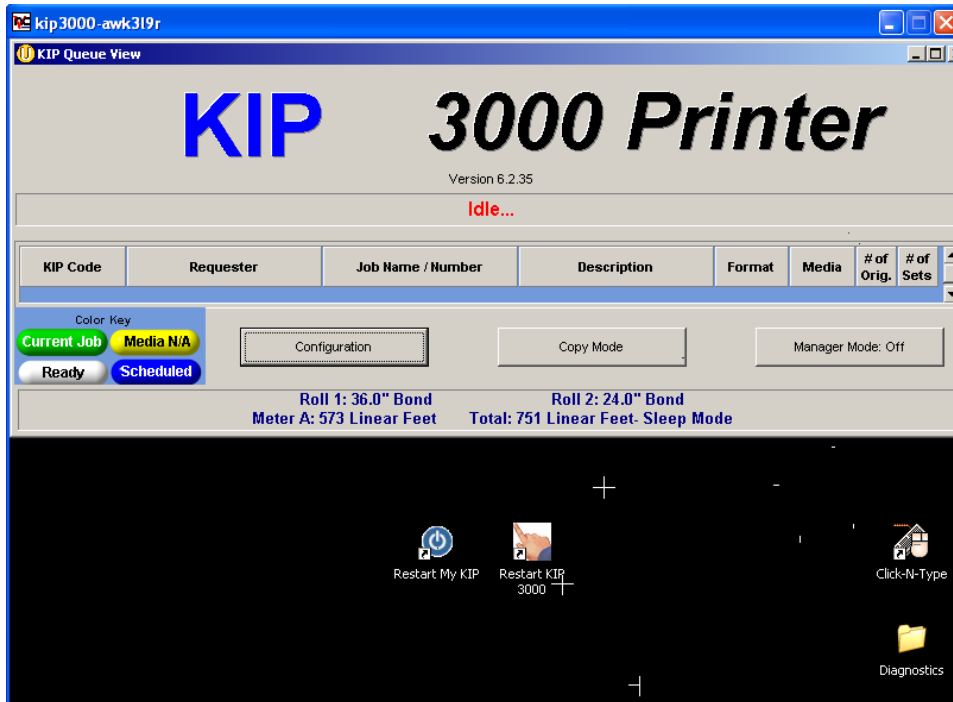 kip3000-awk3l9r
KIP Queue View
KIP 3000 Printer
Version 6.2.35
Idle...
KIP Code Requester Job Name / Number Description Format Media # of Orig. # of Sets
Color Key
Current Job Media N/A
Ready Scheduled
Configuration Copy Mode Manager Mode: Off
Roll 1: 36.0" Bond Roll 2: 24.0" Bond
Meter A: 573 Linear Feet Total: 751 Linear Feet- Sleep Mode
Restart My KIP
Restart KIP
3000
Click-N-Type
Diagnostics